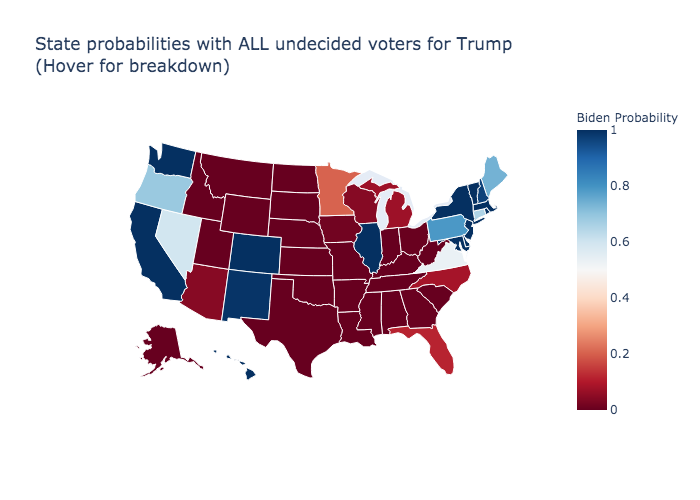 State probabilities with ALL undecided voters for Trump
(Hover for breakdown)
Biden Probability
1
0.8
0.6
0.4
0.2
0